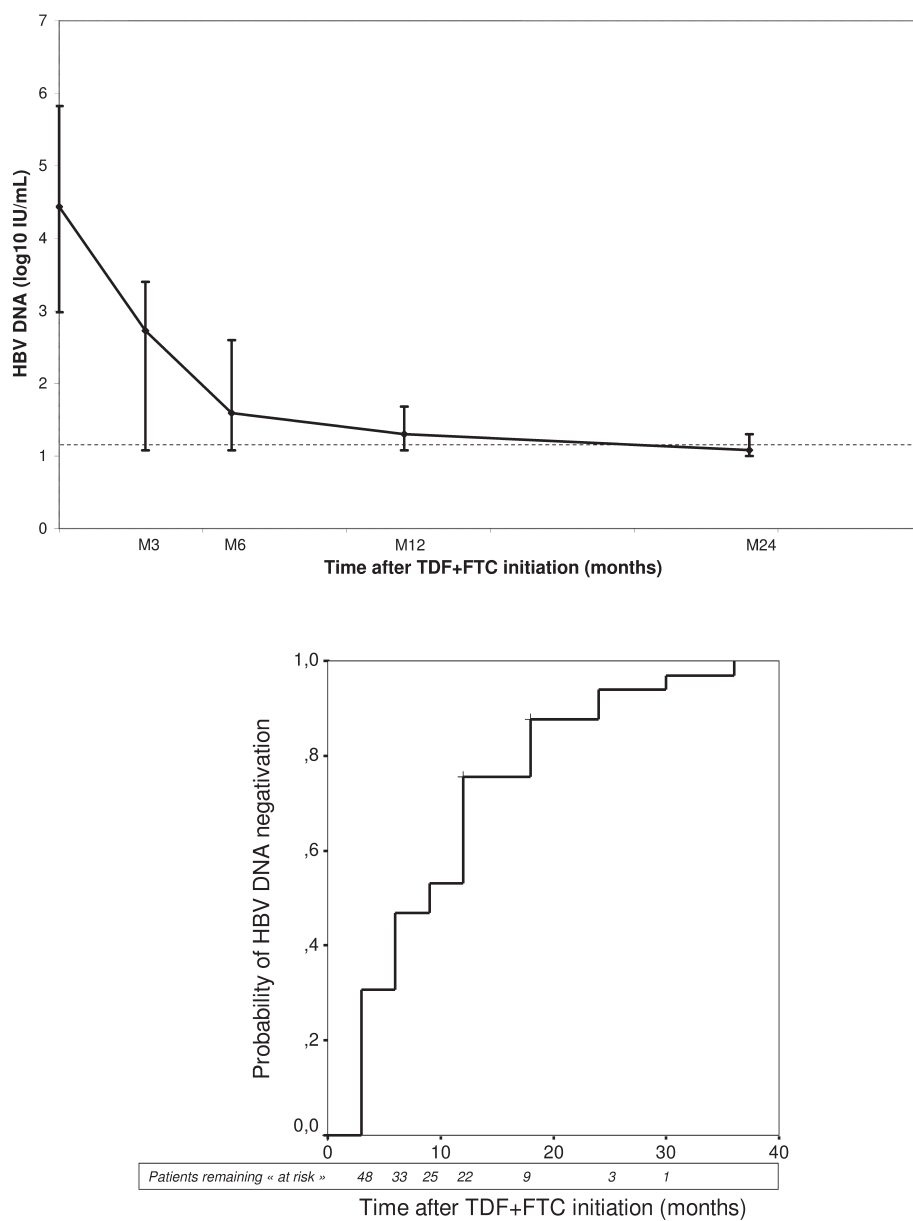 7
6
5
4
3
2
1
0
HBV DNA (log10 IU/mL)
M3 M6 M12 M24
Time after TDF+FTC initiation (months)
1,0
,8
,6
,4
,2
0,0
Probability of HBV DNA negativation
0 10 20 30 40
Patients remaining « at risk » 48 33 25 22 9 3 1
Time after TDF+FTC initiation (months)